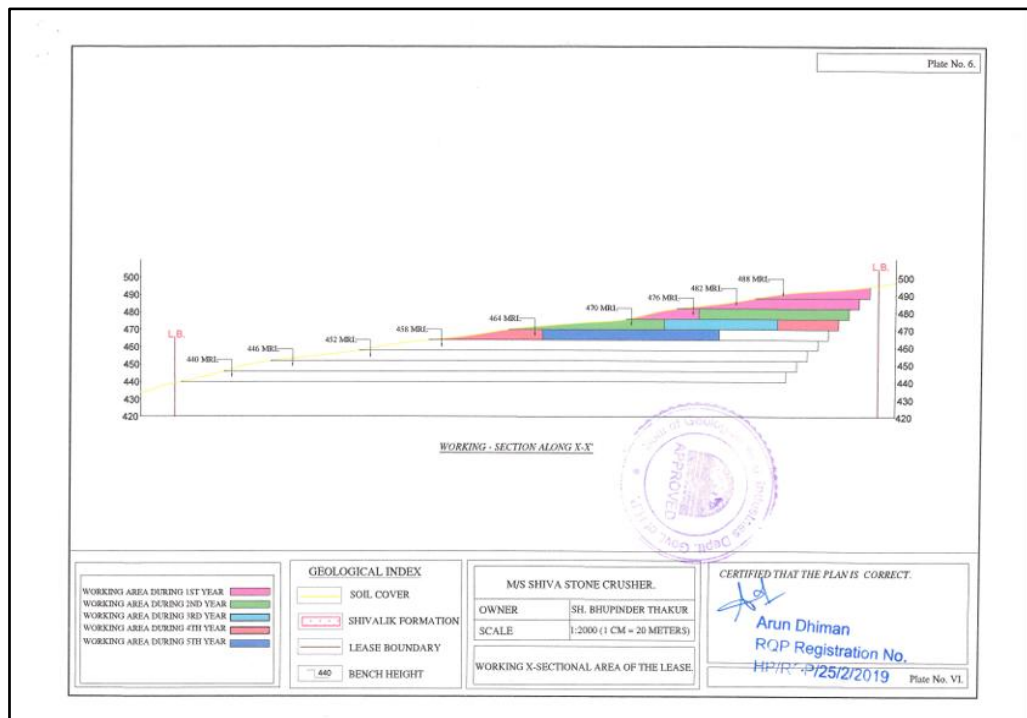 Plate No. 6.
L.B.
L.B.
488 MRL
482 MRL
476 MRL
470 MRL
464 MRL
458 MRL
452 MRL
446 MRL
440 MRL
500
490
480
470
460
450
440
430
420
500
490
480
470
460
450
440
430
420
WORKING - SECTION ALONG X-X'
APPROVED
WORKING AREA DURING 1ST YEAR
WORKING AREA DURING 2ND YEAR
WORKING AREA DURING 3RD YEAR
WORKING AREA DURING 4TH YEAR
WORKING AREA DURING 5TH YEAR
GEOLOGICAL INDEX
SOIL COVER
SHIVALIK FORMATION
LEASE BOUNDARY
440 BENCH HEIGHT
M/S SHIVA STONE CRUSHER.
OWNER SH. BHUPINDER THAKUR
SCALE 1:2000 (1 CM = 20 METERS)
WORKING X-SECTIONAL AREA OF THE LEASE.
CERTIFIED THAT THE PLAN IS CORRECT.
Arun Dhiman
RQP Registration No.
/25/2/2019
Plate No. VI.